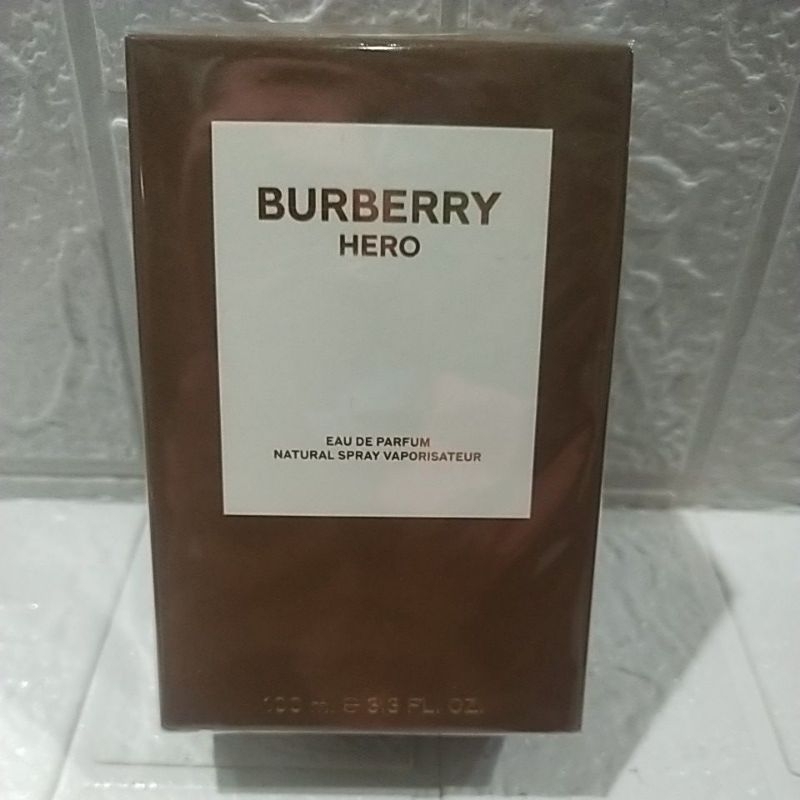 BURBERRY
HERO
EAU DE PARFUM
NATURAL SPRAY VAPORISATEUR
100 ml ℮ 3.3 FL. OZ.